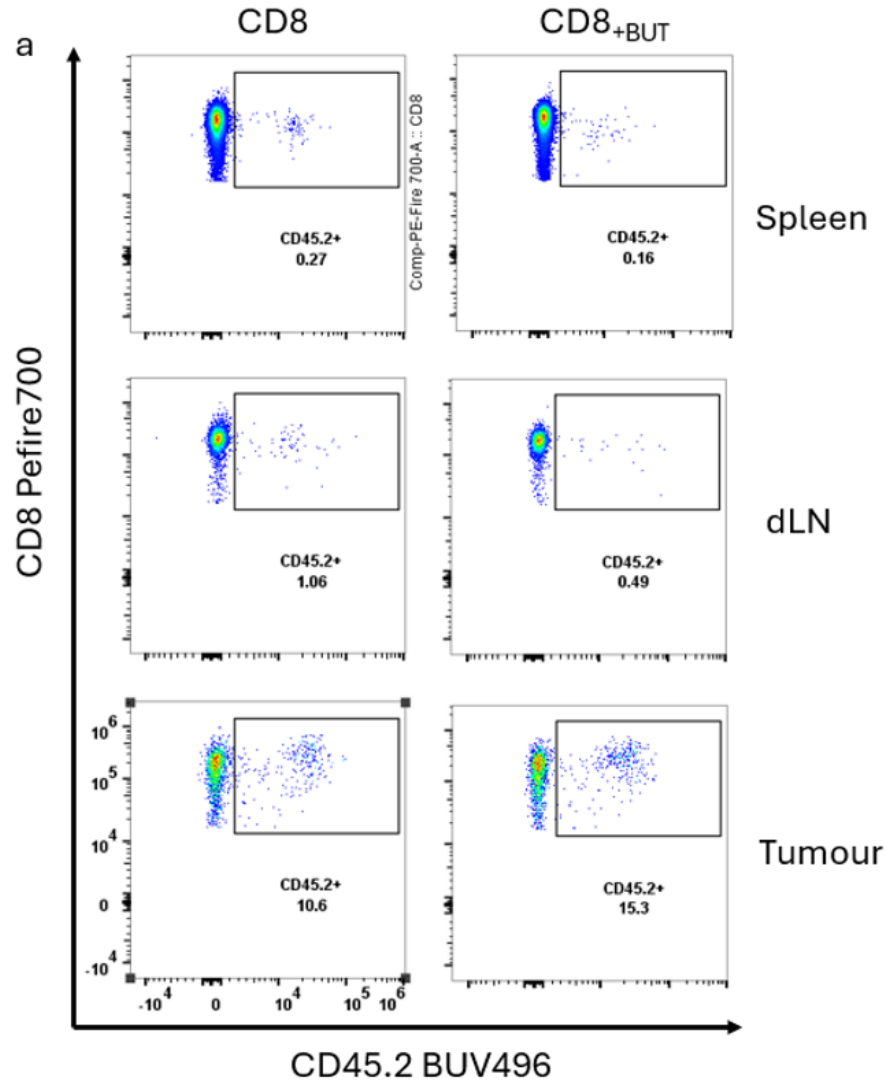 a
CD8
CD8+BUT
Comp-PE-Fire 700-A :: CD8
CD45.2+
0.27
CD45.2+
0.16
Spleen
CD8 Pefire700
CD45.2+
1.06
CD45.2+
0.49
dLN
10^6
10^5
10^4
0
-10^4
CD45.2+
10.6
CD45.2+
15.3
Tumour
-10^4 0 10^4 10^5 10^6
CD45.2 BUV496